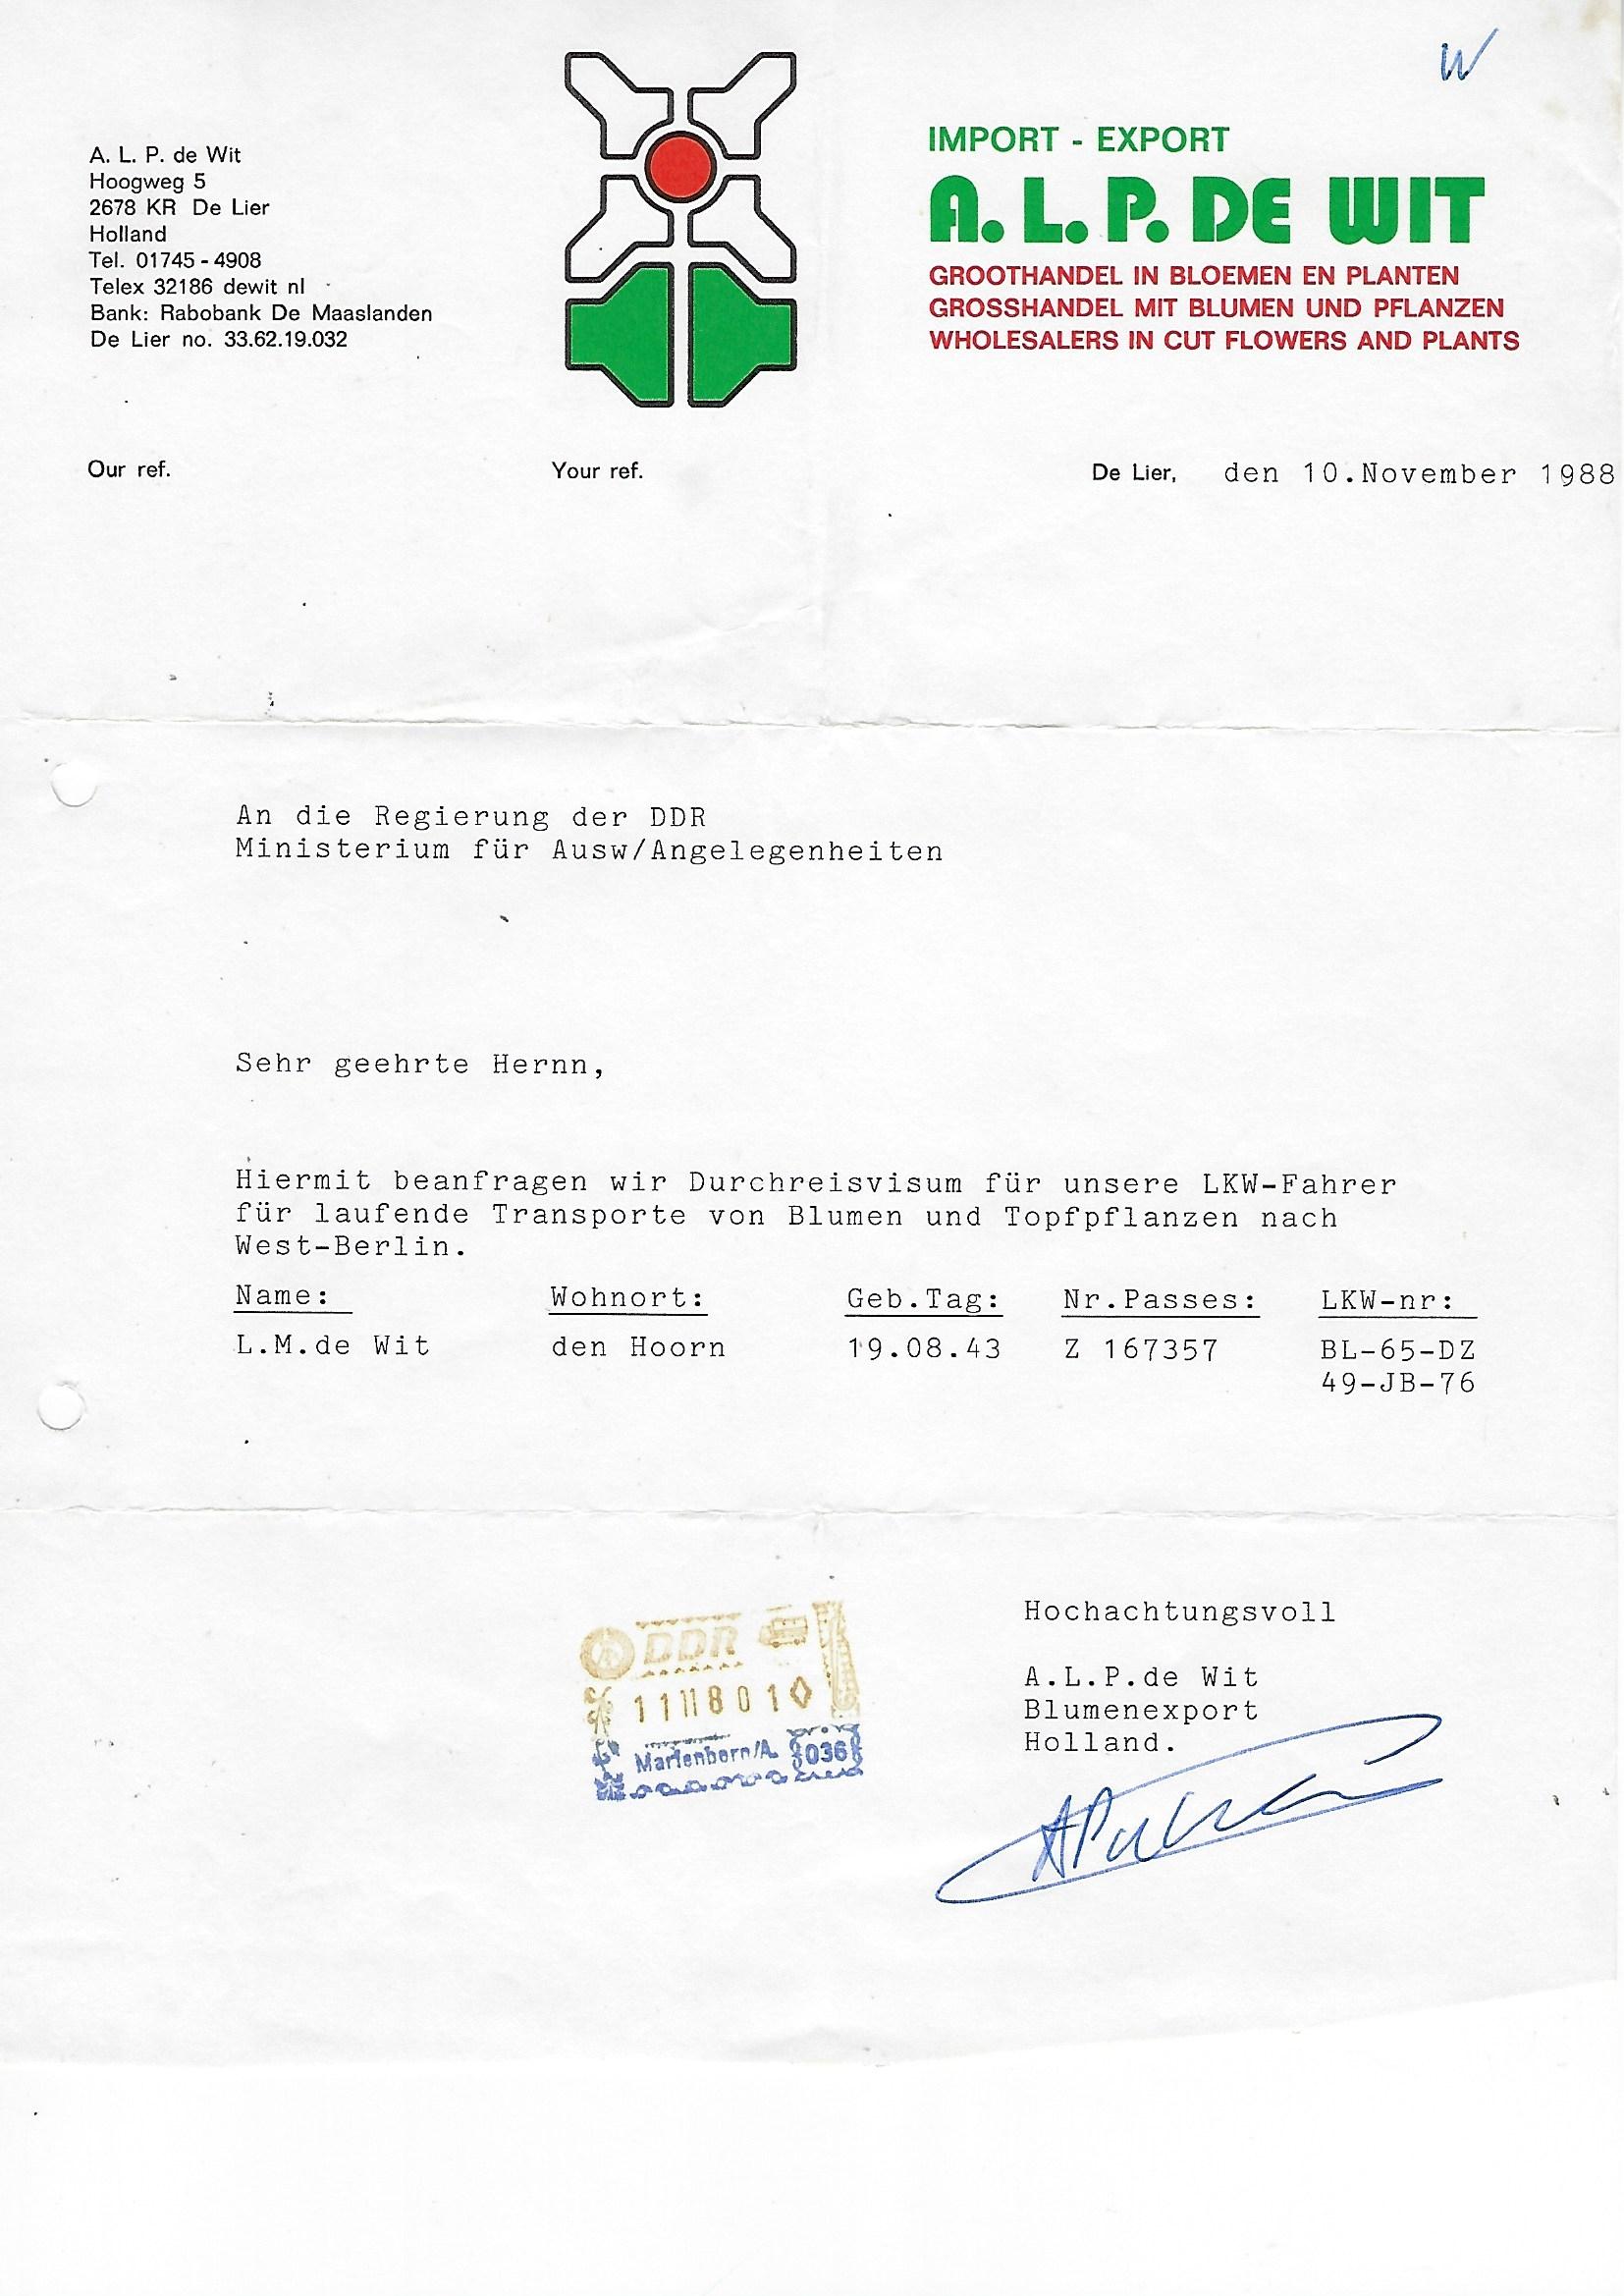 W
A. L. P. de Wit
Hoogweg 5
2678 KR De Lier
Holland
Tel. 01745 - 4908
Telex 32186 dewit nl
Bank: Rabobank De Maaslanden
De Lier no. 33.62.19.032
IMPORT - EXPORT
A. L. P. DE WIT
GROOTHANDEL IN BLOEMEN EN PLANTEN
GROSSHANDEL MIT BLUMEN UND PFLANZEN
WHOLESALERS IN CUT FLOWERS AND PLANTS
Our ref. Your ref. De Lier, den 10.November 1988
An die Regierung der DDR
Ministerium für Ausw/Angelegenheiten
Sehr geehrte Hernn,
Hiermit beanfragen wir Durchreisvisum für unsere LKW-Fahrer
für laufende Transporte von Blumen und Topfpflanzen nach
West-Berlin.
Name: Wohnort: Geb.Tag: Nr.Passes: LKW-nr:
L.M.de Wit den Hoorn 19.08.43 Z 167357 BL-65-DZ
49-JB-76
Hochachtungsvoll
A.L.P.de Wit
Blumenexport
Holland.
DDR
Marienborn/A. 036